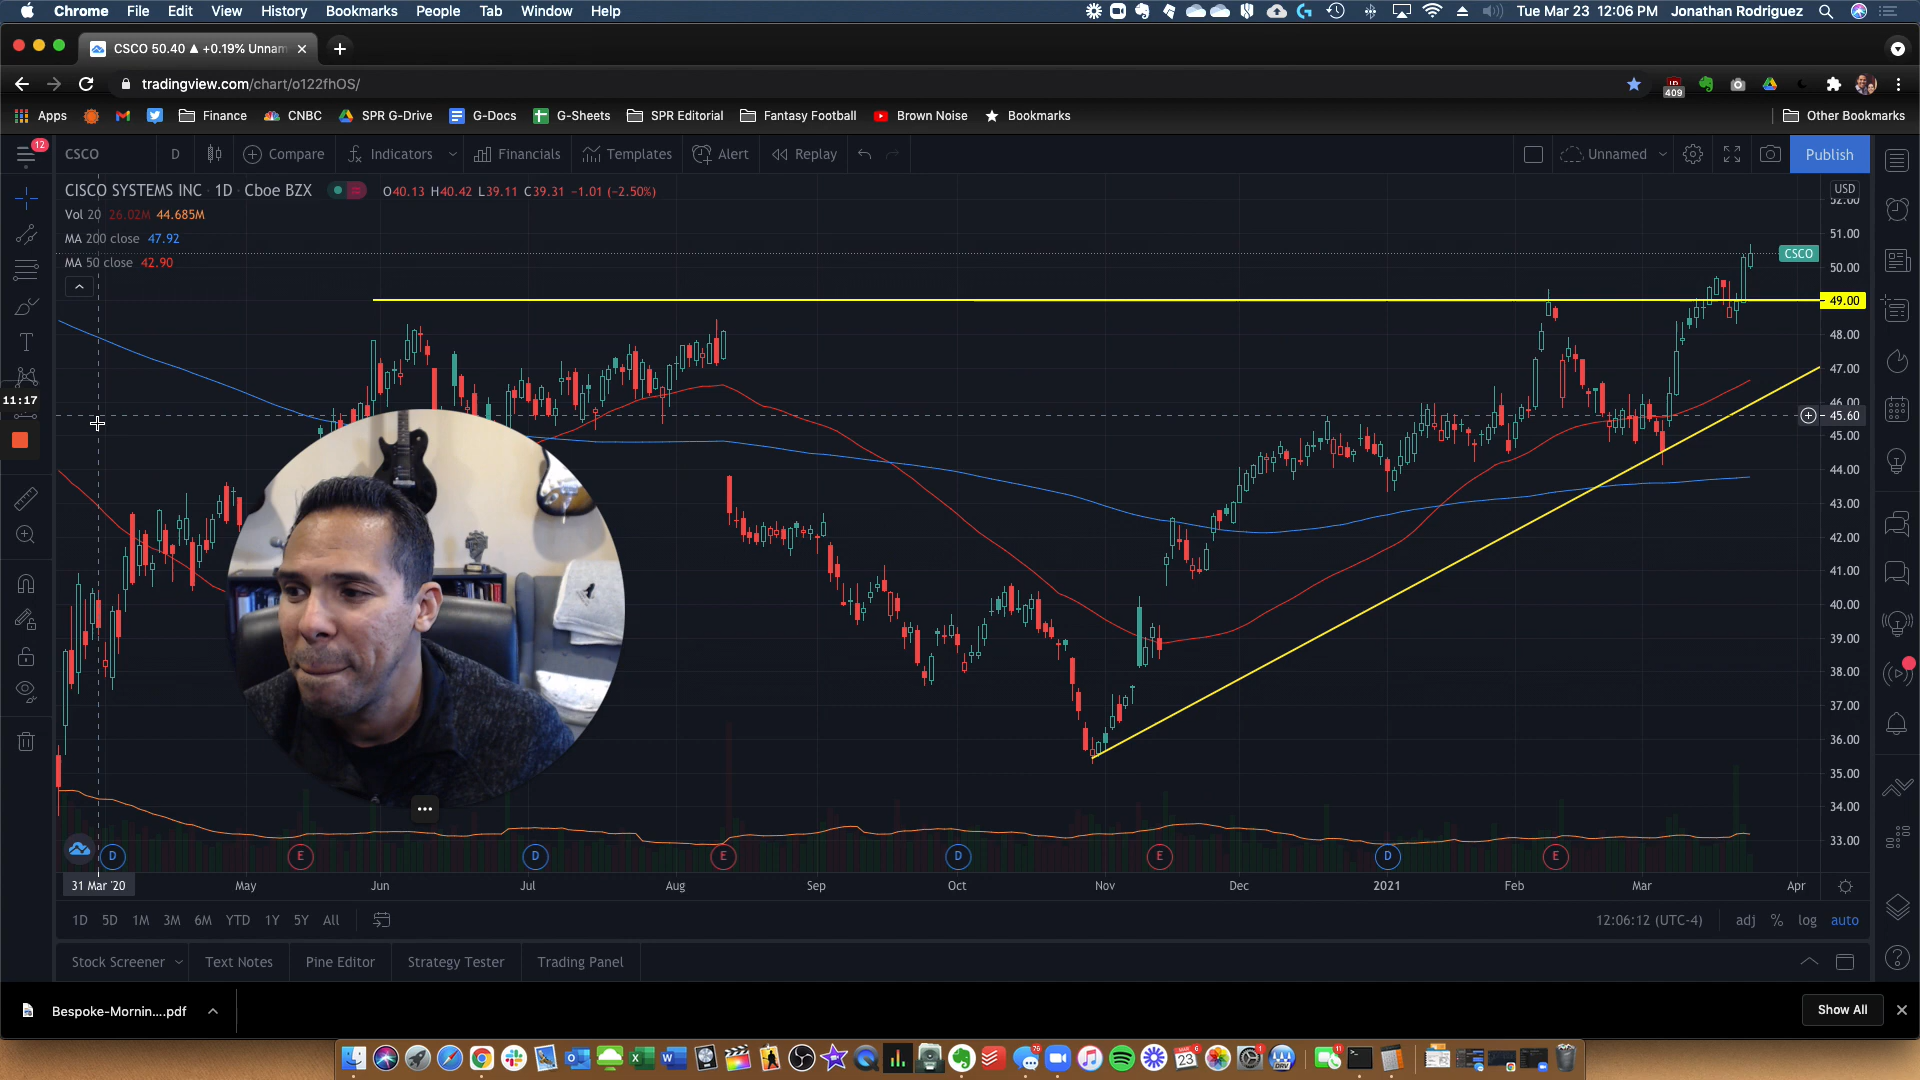 Chrome File Edit View History Bookmarks People Tab Window Help Tue Mar 23 12:06 PM Jonathan Rodriguez
CSCO 50.40 ▲ +0.19% Unnam
tradingview.com/chart/o122fhOS/
409
Apps Finance CNBC SPR G-Drive G-Docs G-Sheets SPR Editorial Fantasy Football Brown Noise Bookmarks Other Bookmarks
12
CSCO D Compare Indicators Financials Templates Alert Replay Unnamed Publish
CISCO SYSTEMS INC · 1D · Cboe BZX O40.13 H40.42 L39.11 C39.31 −1.01 (−2.50%)
Vol 20 26.02M 44.685M
MA 200 close 47.92
MA 50 close 42.90
USD
52.00
51.00
CSCO
50.00
49.00
48.00
47.00
46.00
45.60
45.00
44.00
43.00
42.00
41.00
40.00
39.00
38.00
37.00
36.00
35.00
34.00
33.00
11:17
D E D E D E D E
31 Mar '20 May Jun Jul Aug Sep Oct Nov Dec 2021 Feb Mar Apr
1D 5D 1M 3M 6M YTD 1Y 5Y All 12:06:12 (UTC-4) adj % log auto
Stock Screener Text Notes Pine Editor Strategy Tester Trading Panel
Bespoke-Mornin....pdf Show All